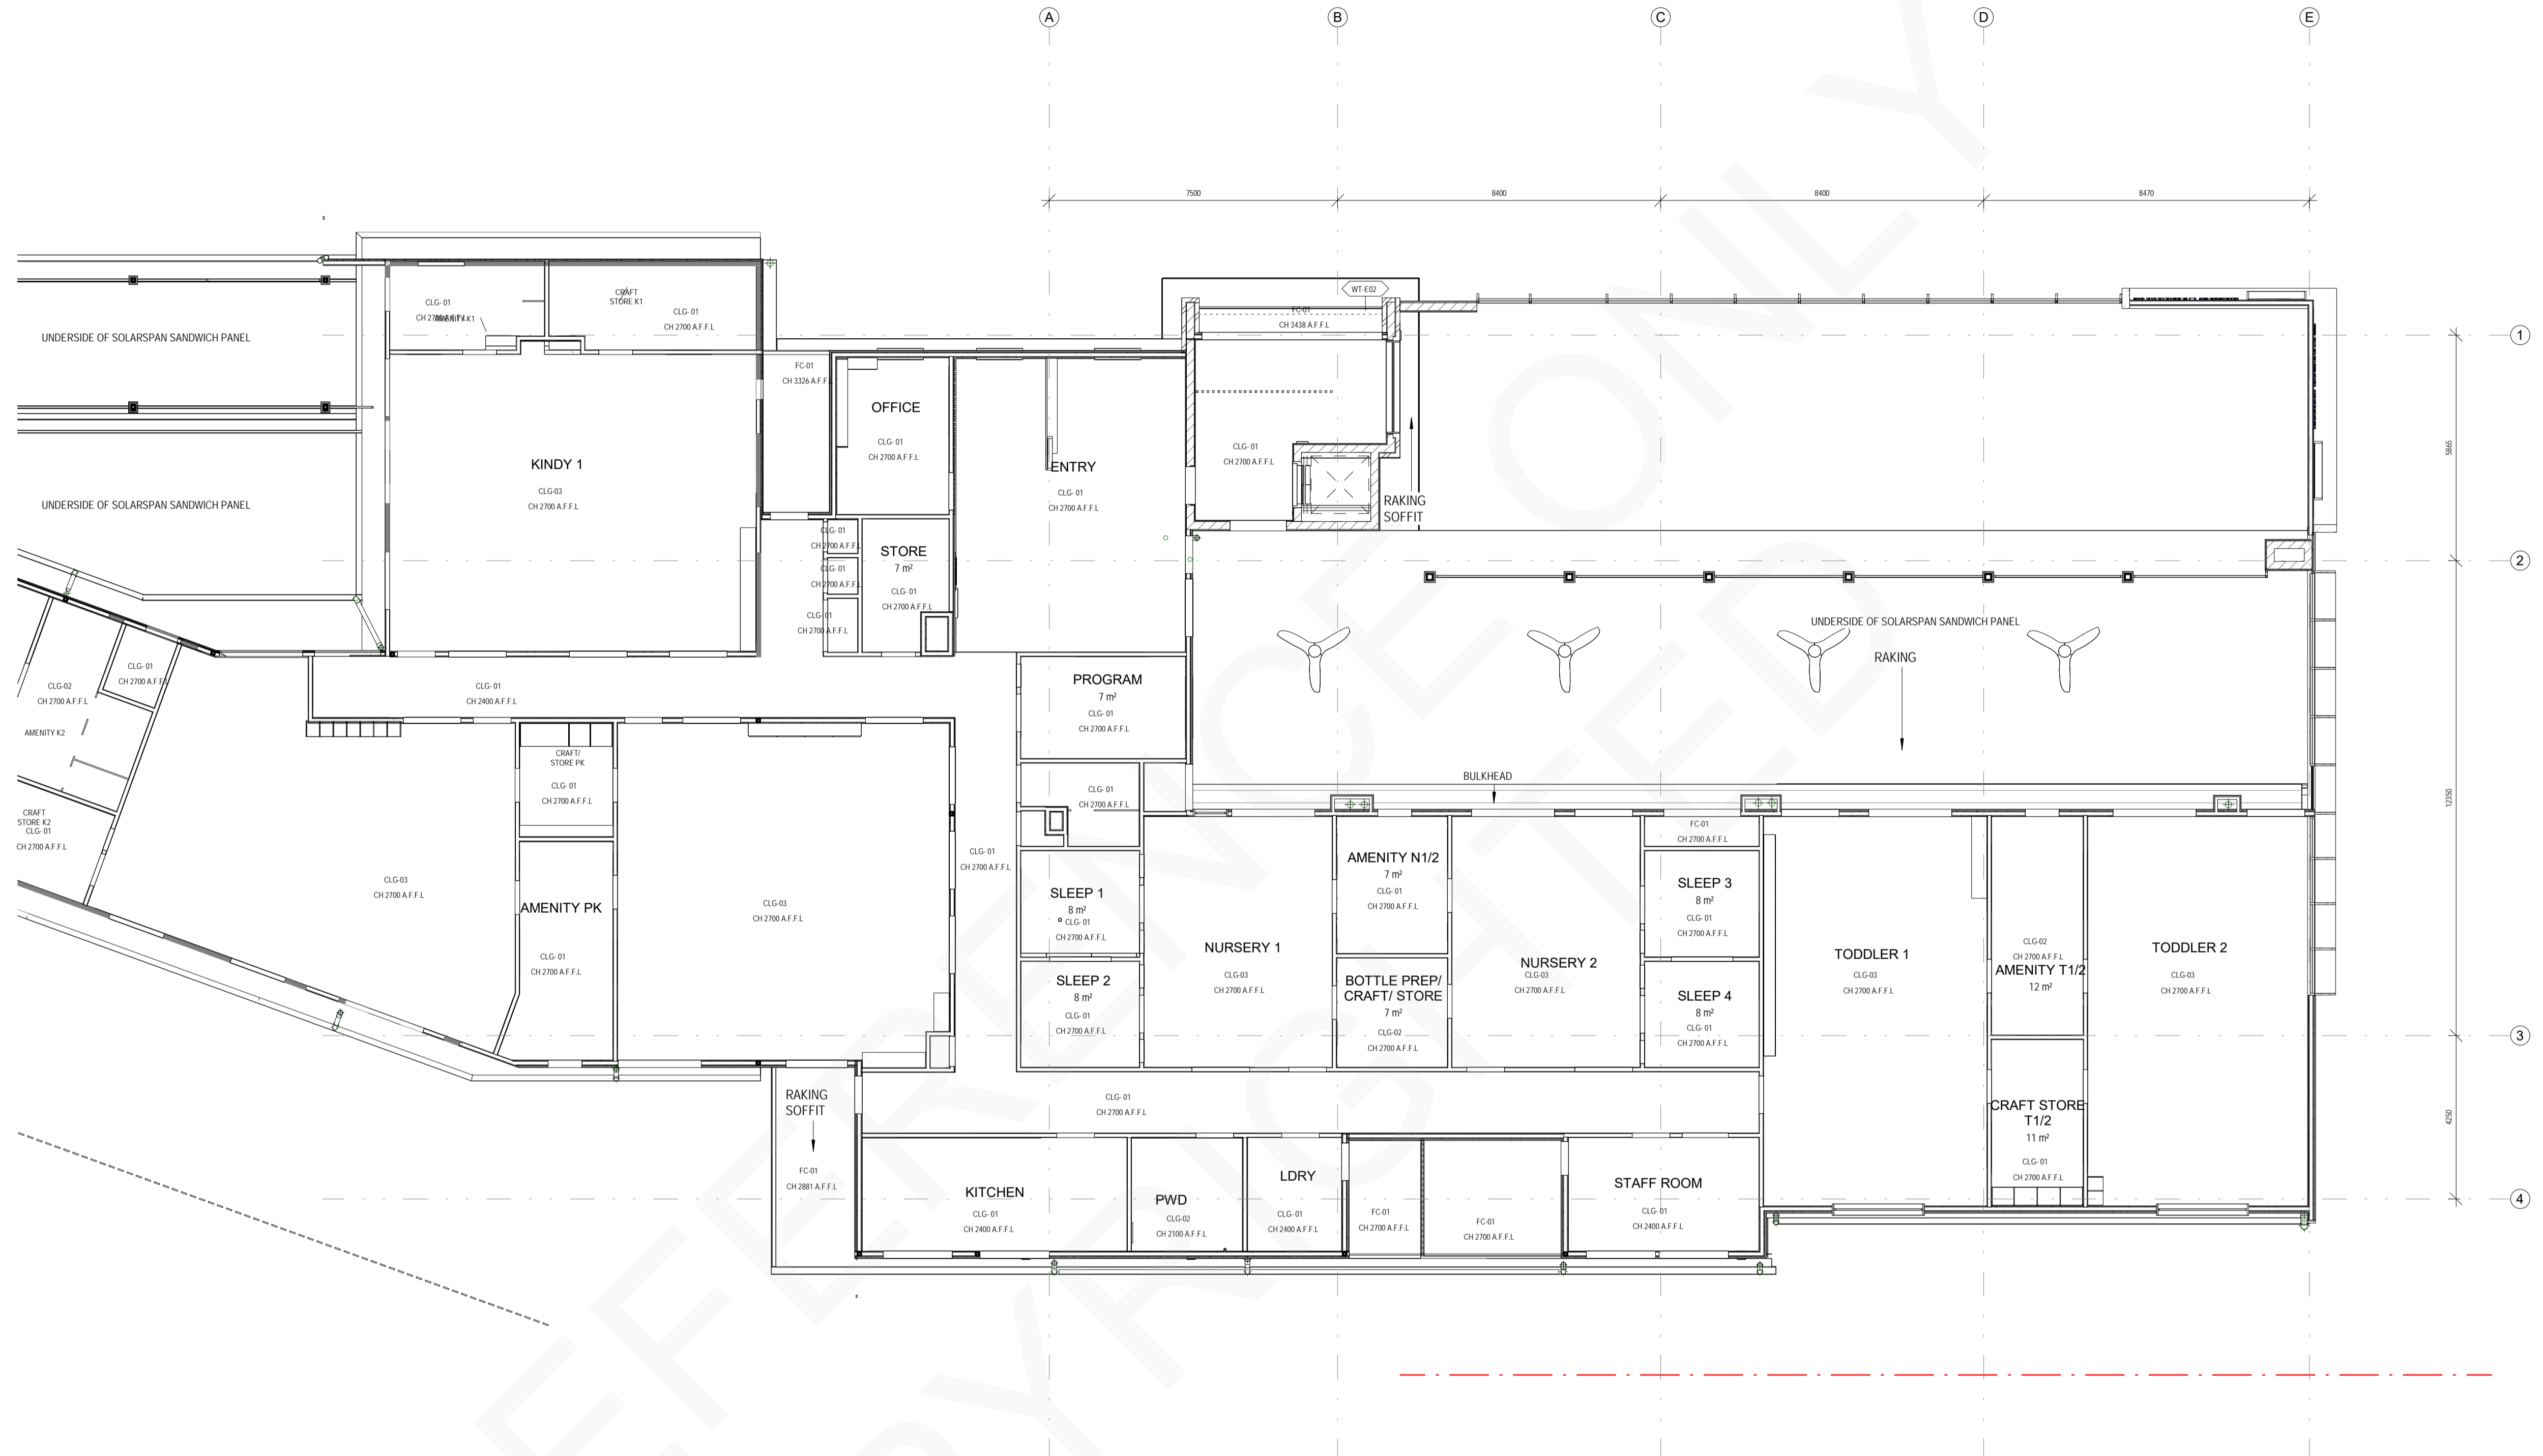 A
B
C
D
E
7500
8400
8400
8470
WT-E02
FC-01
CH 3438 A.F.F.L
1
CLG- 01
CRAFT
STORE K1
CLG- 01
CH 2700 A.F.F.L
AMENITY K1
CH 2700 A.F.F.L
UNDERSIDE OF SOLARSPAN SANDWICH PANEL
FC-01
CH 3326 A.F.F.L
OFFICE
CLG- 01
CH 2700 A.F.F.L
KINDY 1
CLG-03
CH 2700 A.F.F.L
ENTRY
CLG- 01
CH 2700 A.F.F.L
CLG- 01
CH 2700 A.F.F.L
RAKING
SOFFIT
5865
UNDERSIDE OF SOLARSPAN SANDWICH PANEL
CLG- 01
CH 2700 A.F.F.L
CLG- 01
CH 2700 A.F.F.L
CLG- 01
CH 2700 A.F.F.L
STORE
7 m²
CLG- 01
CH 2700 A.F.F.L
2
UNDERSIDE OF SOLARSPAN SANDWICH PANEL
RAKING
CLG-02
CH 2700 A.F.F.L
CLG- 01
CH 2700 A.F.F.L
AMENITY K2
CLG- 01
CH 2400 A.F.F.L
PROGRAM
7 m²
CLG- 01
CH 2700 A.F.F.L
BULKHEAD
12350
CRAFT
STORE K2
CLG- 01
CH 2700 A.F.F.L
CRAFT/
STORE PK
CLG- 01
CH 2700 A.F.F.L
CLG- 01
CH 2700 A.F.F.L
CLG-03
CH 2700 A.F.F.L
AMENITY PK
CLG- 01
CH 2700 A.F.F.L
CLG-03
CH 2700 A.F.F.L
CLG- 01
CH 2700 A.F.F.L
SLEEP 1
8 m²
CLG- 01
CH 2700 A.F.F.L
SLEEP 2
8 m²
CLG- 01
CH 2700 A.F.F.L
NURSERY 1
CLG-03
CH 2700 A.F.F.L
AMENITY N1/2
7 m²
CLG- 01
CH 2700 A.F.F.L
BOTTLE PREP/
CRAFT/ STORE
7 m²
CLG-02
CH 2700 A.F.F.L
NURSERY 2
CLG-03
CH 2700 A.F.F.L
FC-01
CH 2700 A.F.F.L
SLEEP 3
8 m²
CLG- 01
CH 2700 A.F.F.L
SLEEP 4
8 m²
CLG- 01
CH 2700 A.F.F.L
TODDLER 1
CLG-03
CH 2700 A.F.F.L
CLG-02
CH 2700 A.F.F.L
AMENITY T1/2
12 m²
TODDLER 2
CLG-03
CH 2700 A.F.F.L
3
CRAFT STORE
T1/2
11 m²
CLG- 01
CH 2700 A.F.F.L
4250
4
RAKING
SOFFIT
FC-01
CH 2881 A.F.F.L
CLG- 01
CH 2700 A.F.F.L
KITCHEN
CLG- 01
CH 2400 A.F.F.L
PWD
CLG-02
CH 2100 A.F.F.L
LDRY
CLG- 01
CH 2400 A.F.F.L
FC-01
CH 2700 A.F.F.L
FC-01
CH 2700 A.F.F.L
STAFF ROOM
CLG- 01
CH 2400 A.F.F.L